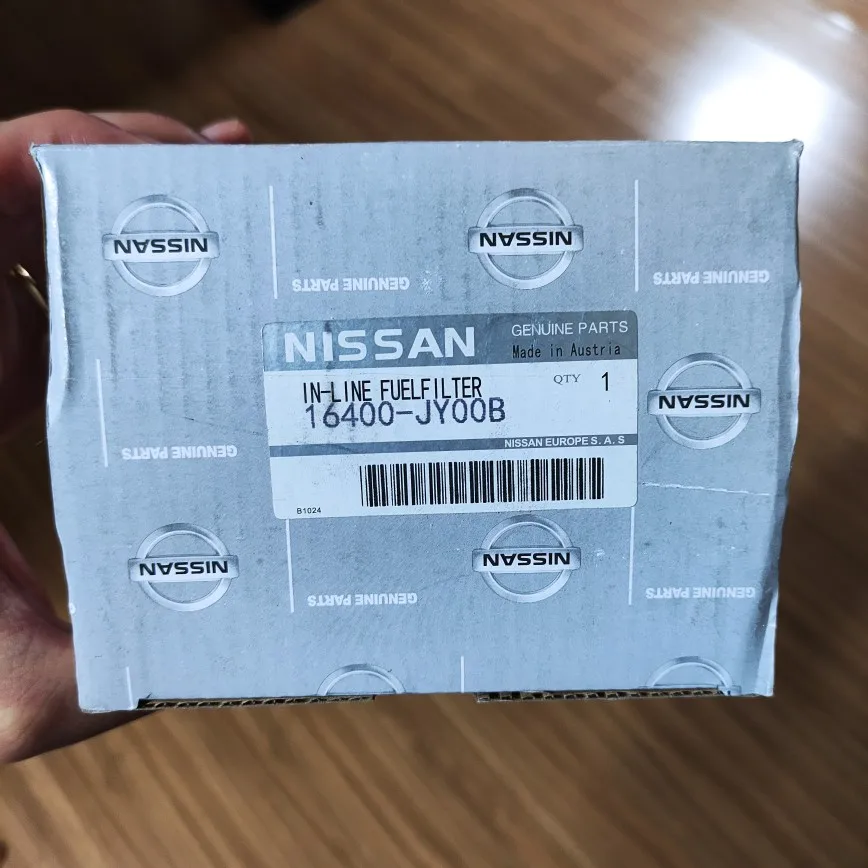 NISSAN
NISSAN
GENUINE PARTS
GENUINE PARTS
NISSAN
GENUINE PARTS
Made in Austria
IN-LINE FUELFILTER
QTY 1
16400-JY00B
NISSAN EUROPE S. A. S
B1024
NISSAN
GENUINE PARTS
NISSAN
NISSAN
GENUINE PARTS
GENUINE PARTS